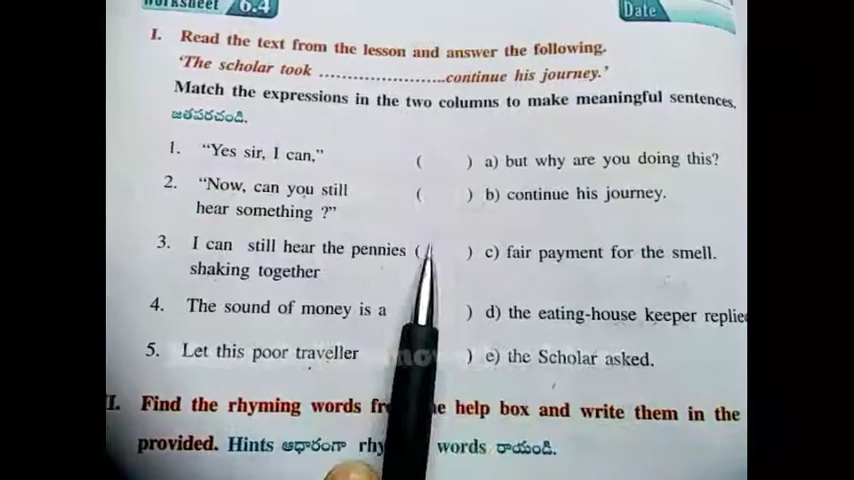 Worksheet 6.4
Date
I. Read the text from the lesson and answer the following.
'The scholar took ........................continue his journey.'
Match the expressions in the two columns to make meaningful sentences.
జతపరచండి.
1. "Yes sir, I can," ( ) a) but why are you doing this?
2. "Now, can you still ( ) b) continue his journey.
hear something ?"
3. I can still hear the pennies ( ) c) fair payment for the smell.
shaking together
4. The sound of money is a ) d) the eating-house keeper replie
5. Let this poor traveller ) e) the Scholar asked.
I. Find the rhyming words fr e help box and write them in the
provided. Hints ఆధారంగా rhy words రాయండి.